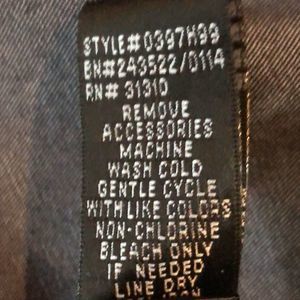 STYLE# 0397H99
BN# 243522/0114
RN# 31310
REMOVE
ACCESSORIES
MACHINE
WASH COLD
GENTLE CYCLE
WITH LIKE COLORS
NON-CHLORINE
BLEACH ONLY
IF NEEDED
LINE DRY